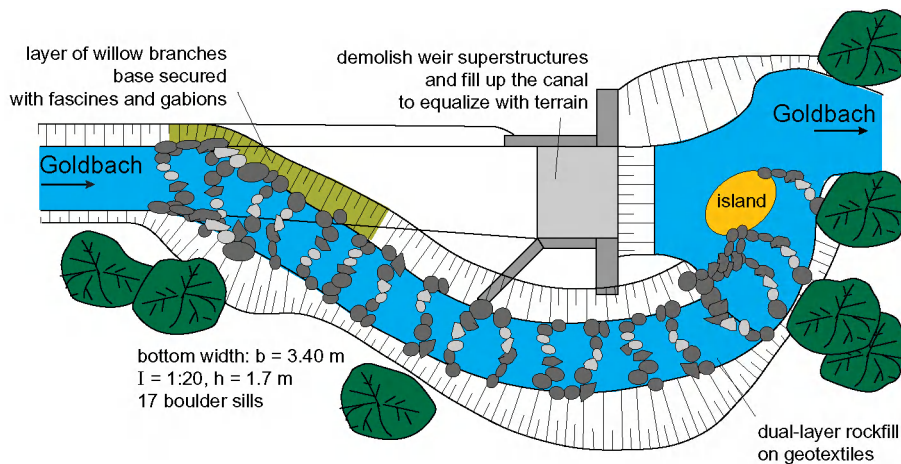 layer of willow branches
base secured
with fascines and gabions
demolish weir superstructures
and fill up the canal
to equalize with terrain
Goldbach
Goldbach
island
bottom width: b = 3.40 m
I = 1:20, h = 1.7 m
17 boulder sills
dual-layer rockfill
on geotextiles